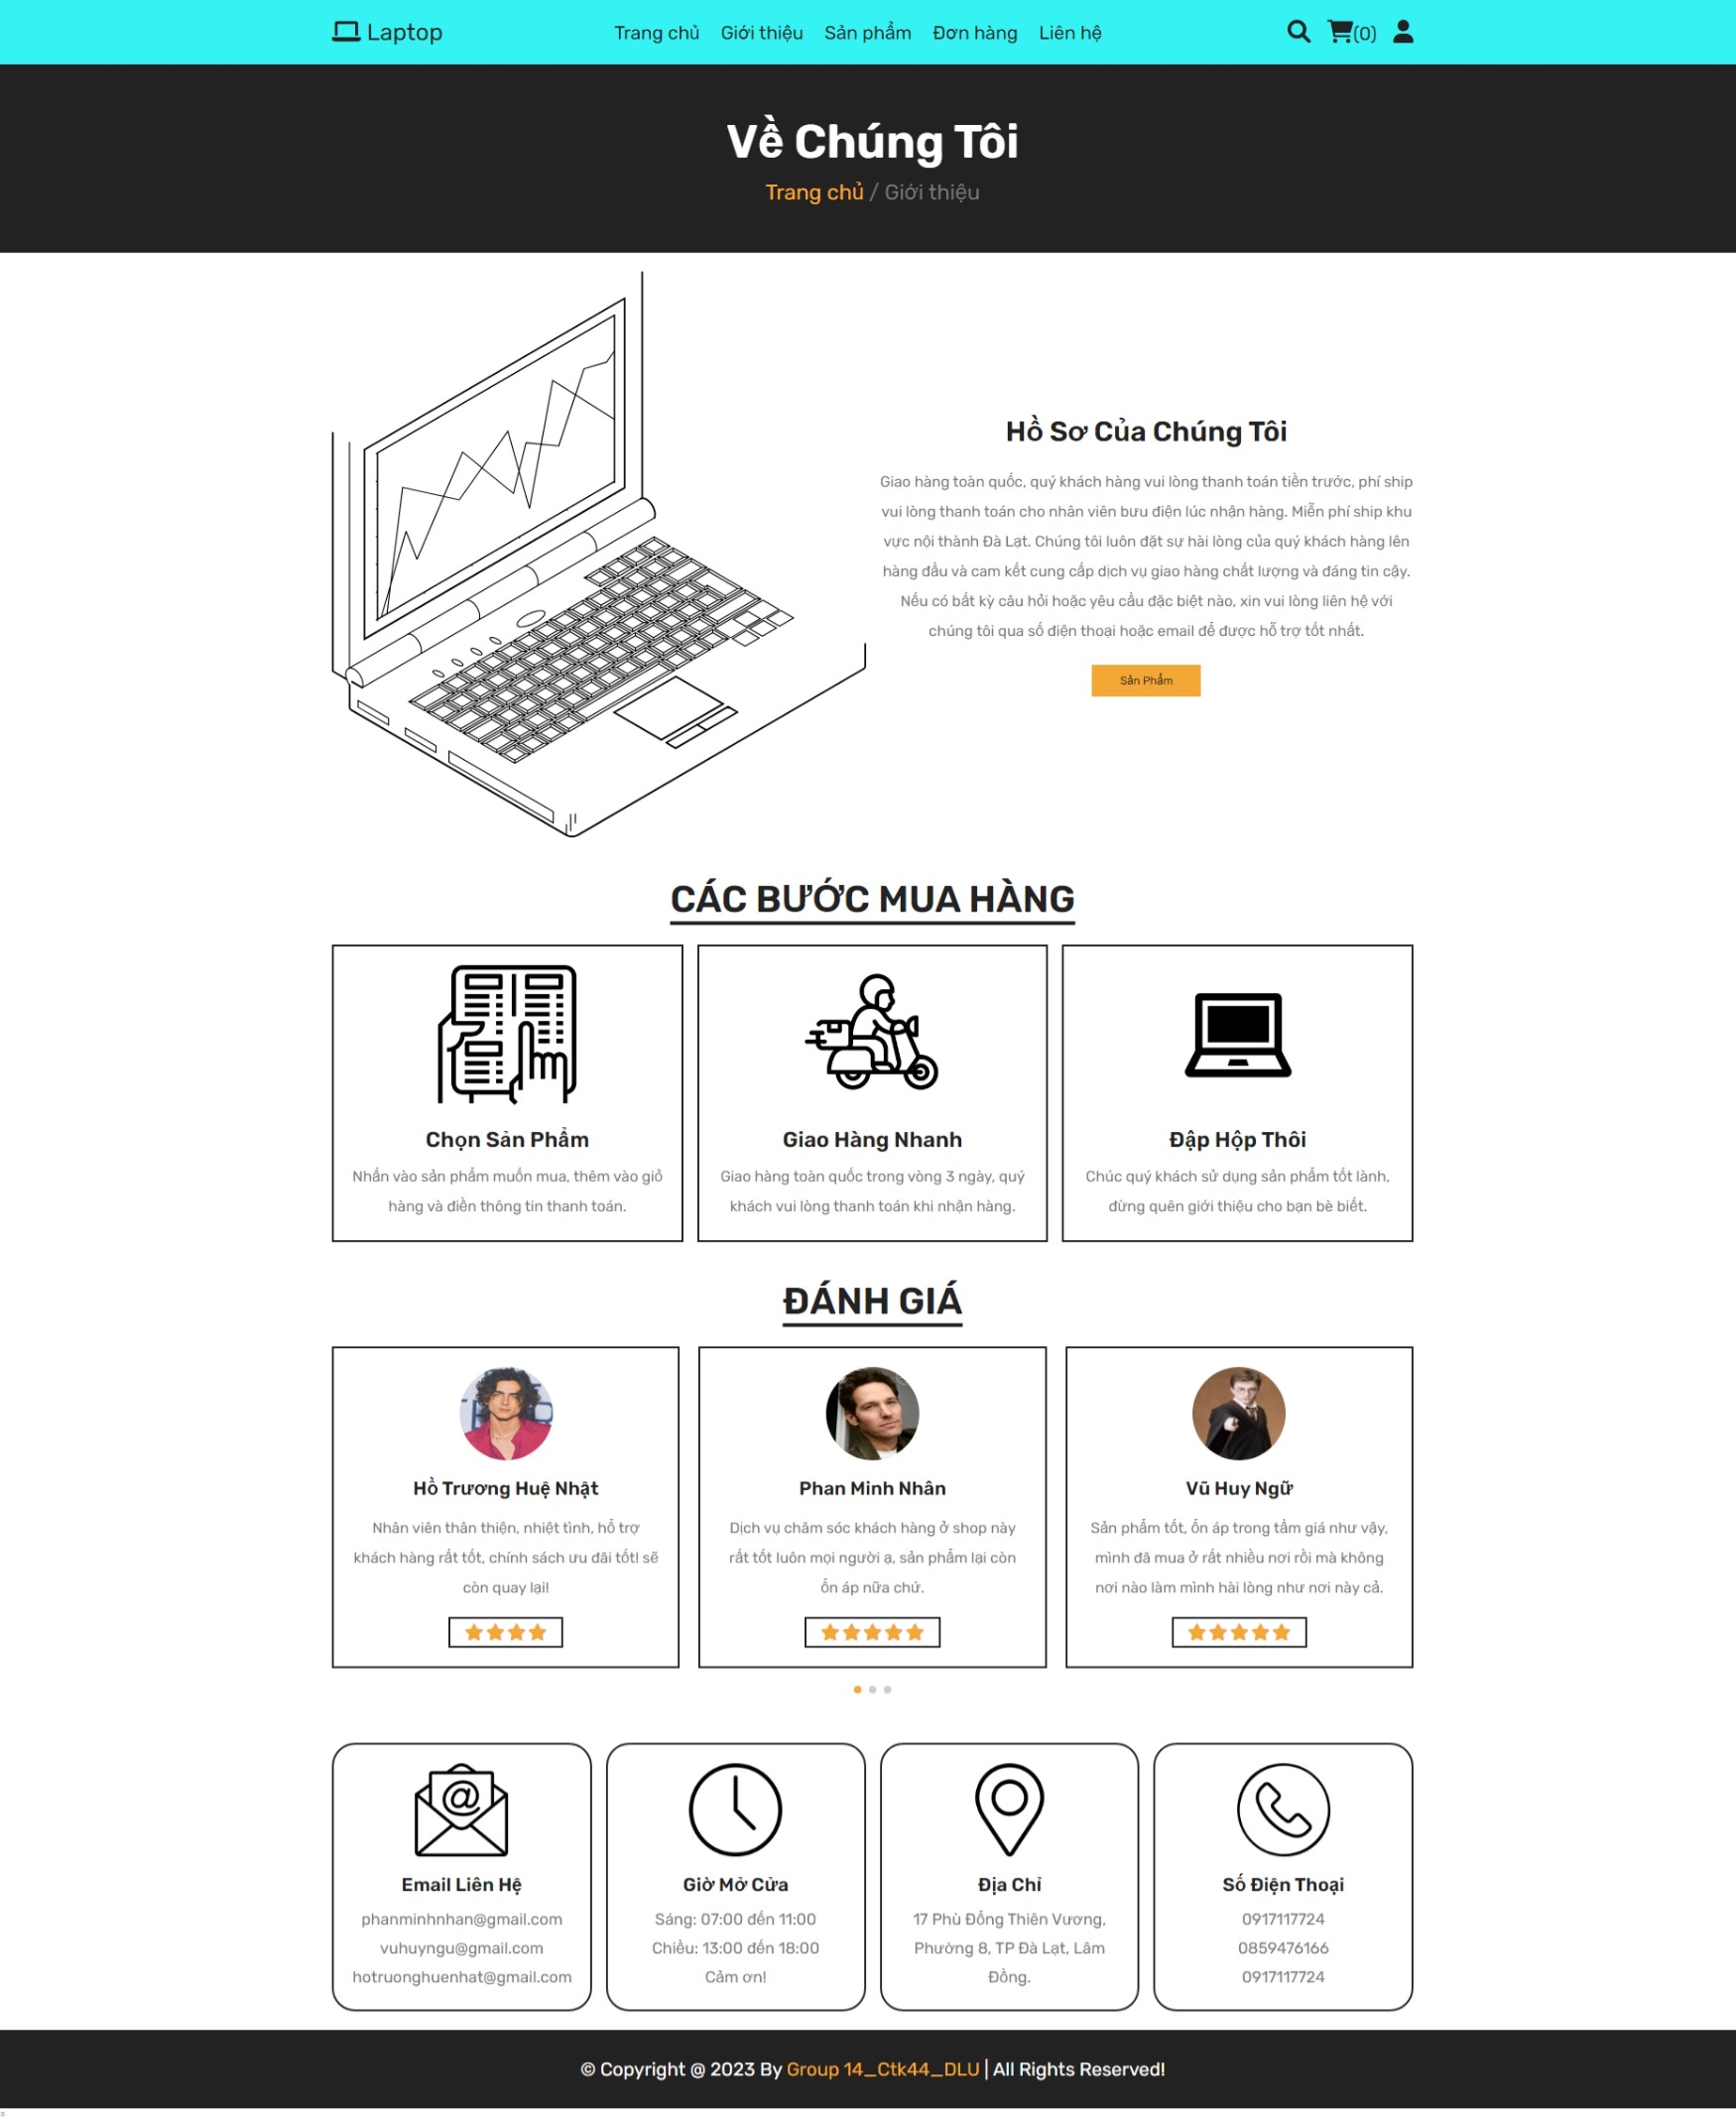 Laptop
Trang chủ Giới thiệu Sản phẩm Đơn hàng Liên hệ
(0)
Về Chúng Tôi
Trang chủ / Giới thiệu
Hồ Sơ Của Chúng Tôi
Giao hàng toàn quốc, quý khách hàng vui lòng thanh toán tiền trước, phí ship
vui lòng thanh toán cho nhân viên bưu điện lúc nhận hàng. Miễn phí ship khu
vực nội thành Đà Lạt. Chúng tôi luôn đặt sự hài lòng của quý khách hàng lên
hàng đầu và cam kết cung cấp dịch vụ giao hàng chất lượng và đáng tin cậy.
Nếu có bất kỳ câu hỏi hoặc yêu cầu đặc biệt nào, xin vui lòng liên hệ với
chúng tôi qua số điện thoại hoặc email để được hỗ trợ tốt nhất.
Sản Phẩm
CÁC BƯỚC MUA HÀNG
Chọn Sản Phẩm
Nhấn vào sản phẩm muốn mua, thêm vào giỏ
hàng và điền thông tin thanh toán.
Giao Hàng Nhanh
Giao hàng toàn quốc trong vòng 3 ngày, quý
khách vui lòng thanh toán khi nhận hàng.
Đập Hộp Thôi
Chúc quý khách sử dụng sản phẩm tốt lành,
đừng quên giới thiệu cho bạn bè biết.
ĐÁNH GIÁ
Hồ Trương Huệ Nhật
Nhân viên thân thiện, nhiệt tình, hỗ trợ
khách hàng rất tốt, chính sách ưu đãi tốt! sẽ
còn quay lại!
Phan Minh Nhân
Dịch vụ chăm sóc khách hàng ở shop này
rất tốt luôn mọi người ạ, sản phẩm lại còn
ổn áp nữa chứ.
Vũ Huy Ngữ
Sản phẩm tốt, ổn áp trong tầm giá như vậy,
mình đã mua ở rất nhiều nơi rồi mà không
nơi nào làm mình hài lòng như nơi này cả.
Email Liên Hệ
phanminhnhan@gmail.com
vuhuyngu@gmail.com
hotruonghuenhat@gmail.com
Giờ Mở Cửa
Sáng: 07:00 đến 11:00
Chiều: 13:00 đến 18:00
Cảm ơn!
Địa Chỉ
17 Phù Đổng Thiên Vương,
Phường 8, TP Đà Lạt, Lâm
Đồng.
Số Điện Thoại
0917117724
0859476166
0917117724
© Copyright @ 2023 By Group 14_Ctk44_DLU | All Rights Reserved!